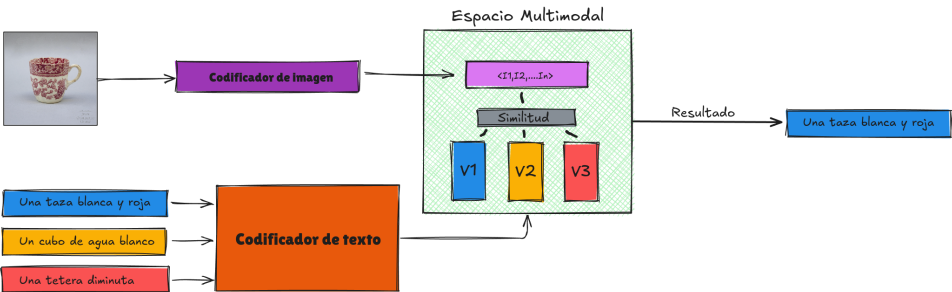 Espacio Multimodal
Codificador de imagen
<I1,I2,....In>
Similitud
V1
V2
V3
Resultado
Una taza blanca y roja
Una taza blanca y roja
Un cubo de agua blanco
Una tetera diminuta
Codificador de texto